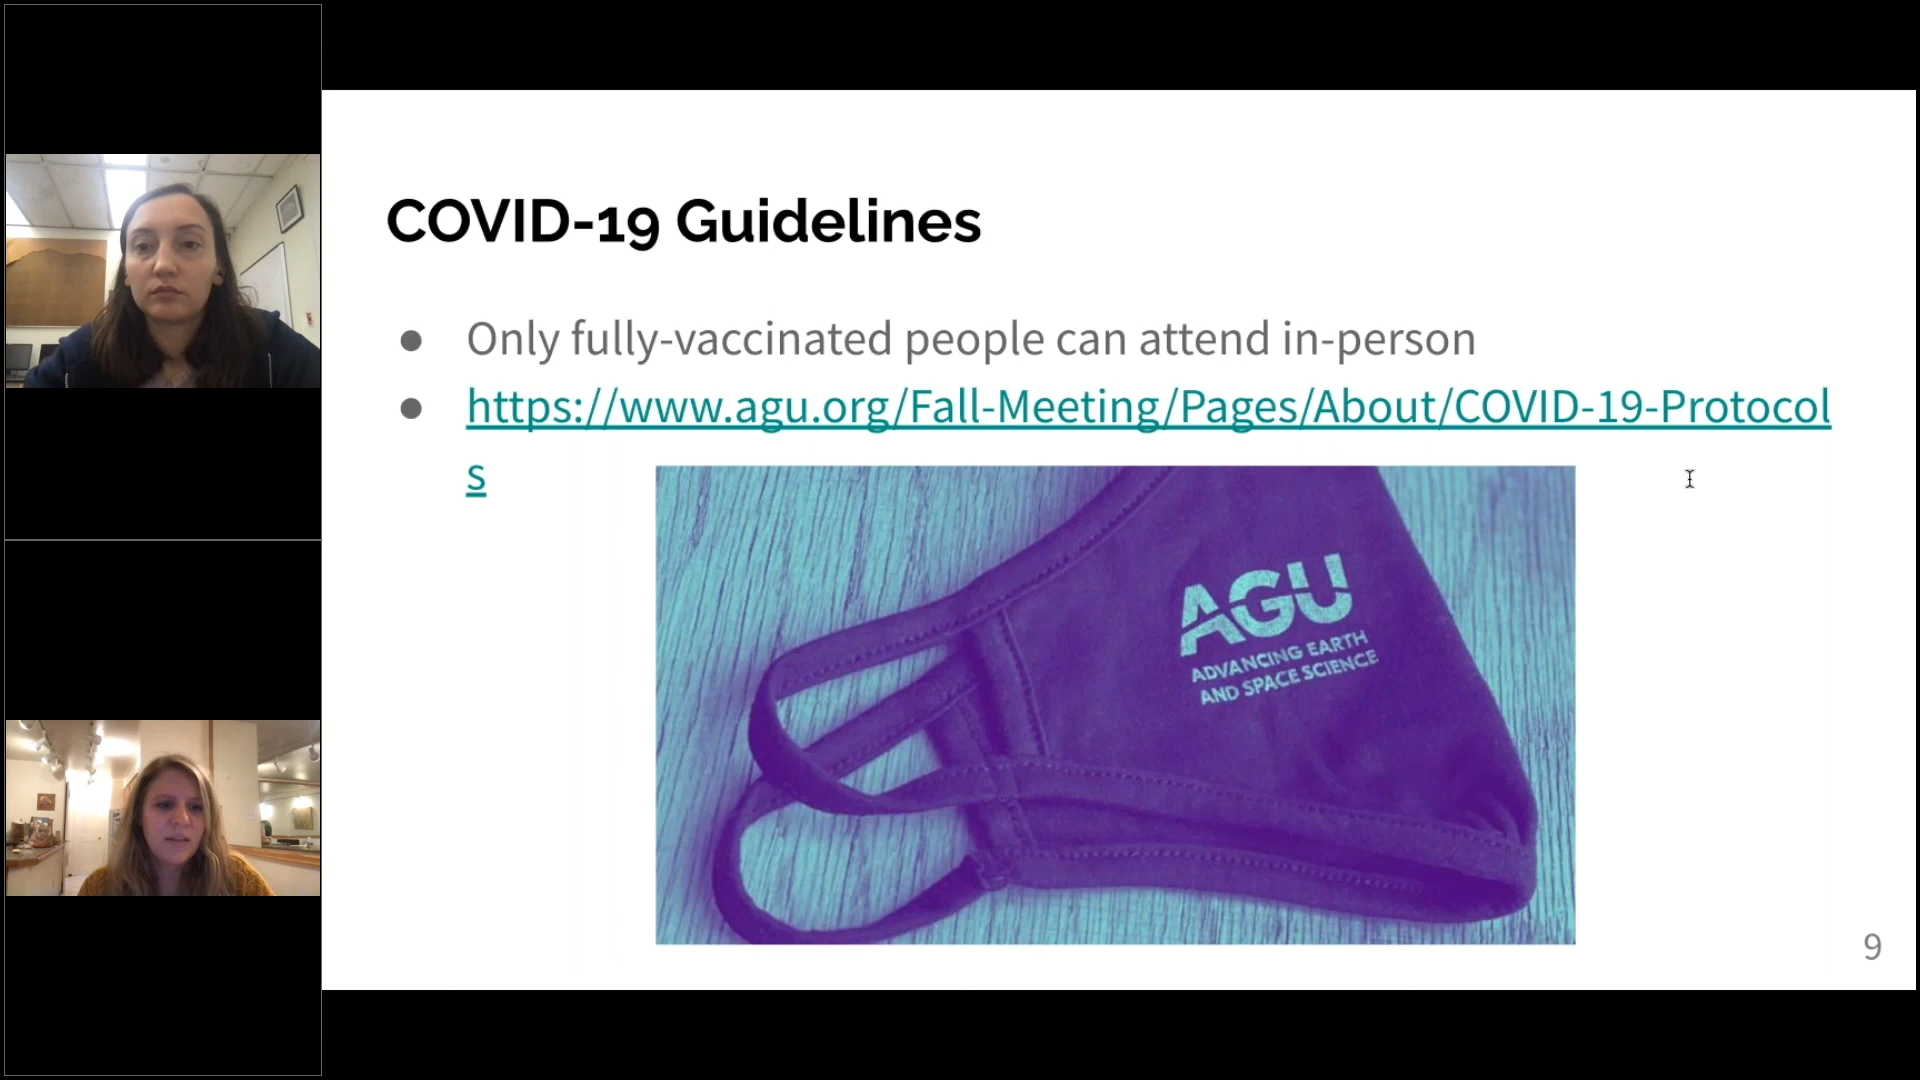 COVID-19 Guidelines
● Only fully-vaccinated people can attend in-person
● https://www.agu.org/Fall-Meeting/Pages/About/COVID-19-Protocol
s
AGU
ADVANCING EARTH
AND SPACE SCIENCE
9